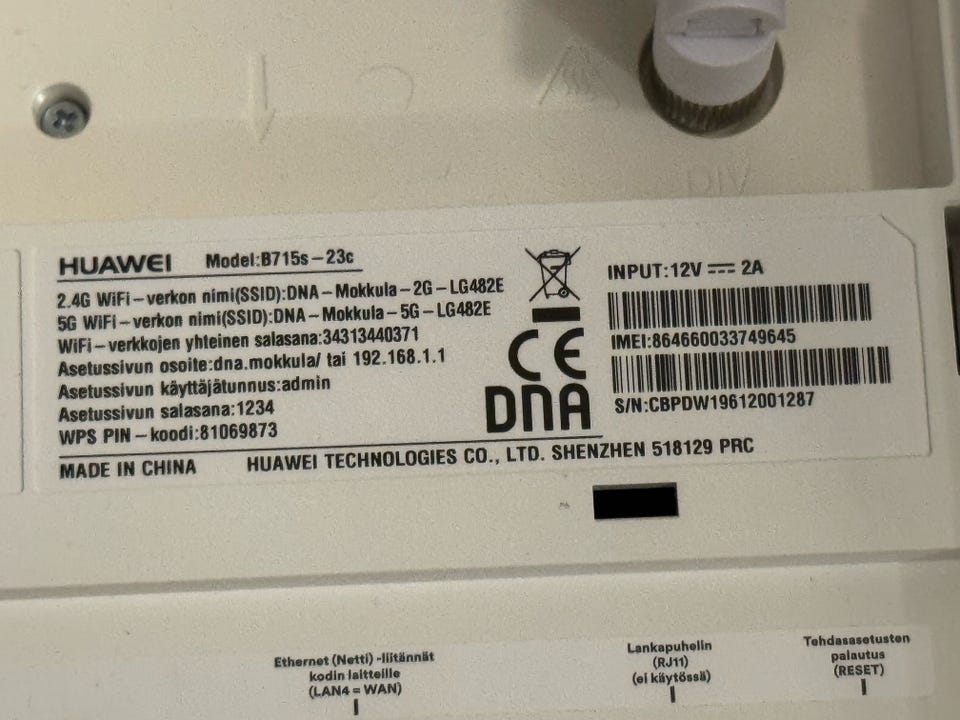 HUAWEI Model:B715s-23c
2.4G WiFi-verkon nimi(SSID):DNA-Mokkula-2G-LG482E
5G WiFi-verkon nimi(SSID):DNA-Mokkula-5G-LG482E
WiFi-verkkojen yhteinen salasana:34313440371
Asetussivun osoite:dna.mokkula/ tai 192.168.1.1
Asetussivun käyttäjätunnus:admin
Asetussivun salasana:1234
WPS PIN-koodi:81069873
CE
DNA
INPUT:12V ⎓ 2A
IMEI:864660033749645
S/N:CBPDW19612001287
MADE IN CHINA HUAWEI TECHNOLOGIES CO., LTD. SHENZHEN 518129 PRC
Ethernet (Netti) -liitännät
kodin laitteille
(LAN4 = WAN)
Lankapuhelin
(RJ11)
(ei käytössä)
Tehdasasetusten
palautus
(RESET)